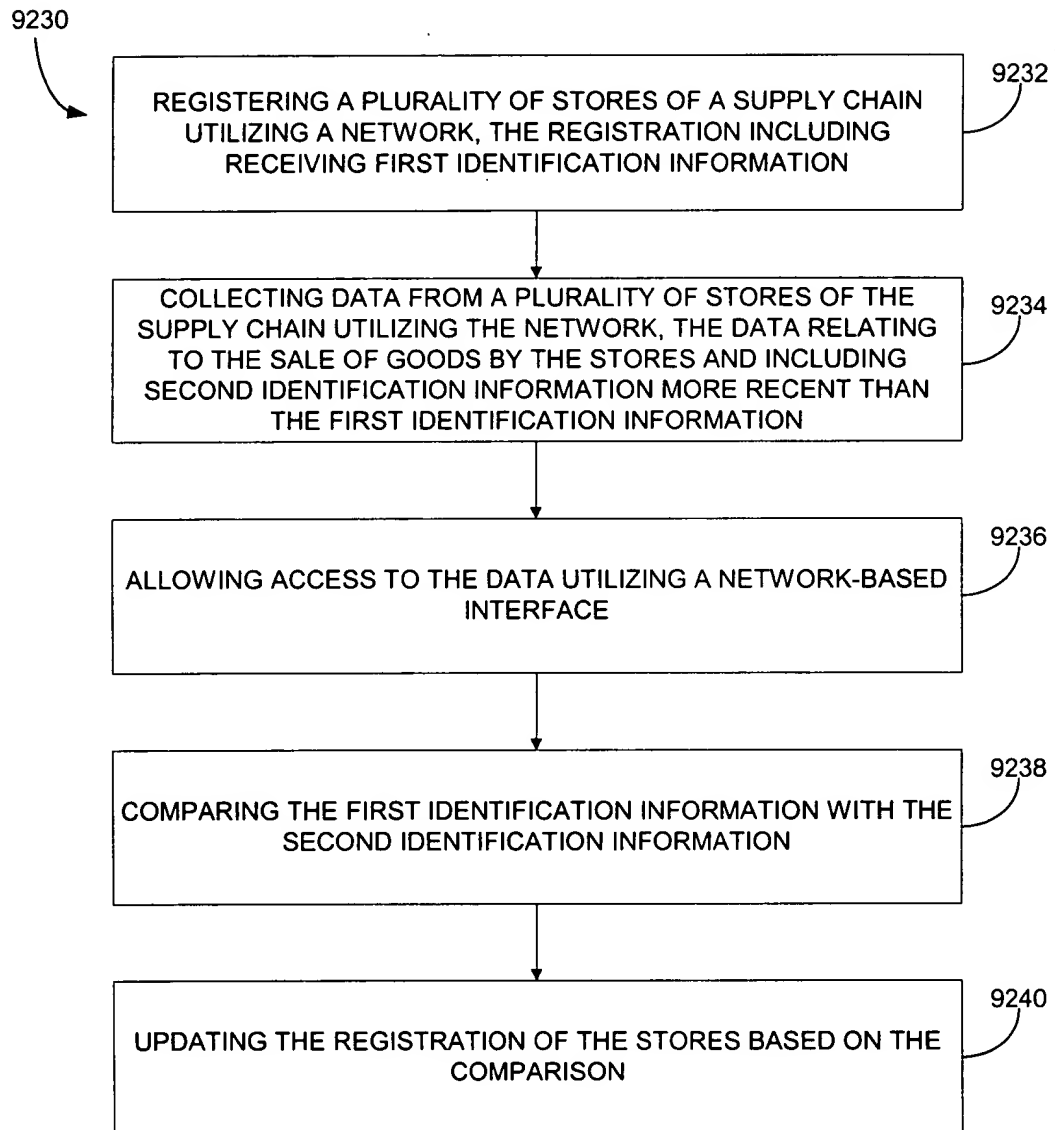 9230
REGISTERING A PLURALITY OF STORES OF A SUPPLY CHAIN
UTILIZING A NETWORK, THE REGISTRATION INCLUDING
RECEIVING FIRST IDENTIFICATION INFORMATION
9232
COLLECTING DATA FROM A PLURALITY OF STORES OF THE
SUPPLY CHAIN UTILIZING THE NETWORK, THE DATA RELATING
TO THE SALE OF GOODS BY THE STORES AND INCLUDING
SECOND IDENTIFICATION INFORMATION MORE RECENT THAN
THE FIRST IDENTIFICATION INFORMATION
9234
ALLOWING ACCESS TO THE DATA UTILIZING A NETWORK-BASED
INTERFACE
9236
COMPARING THE FIRST IDENTIFICATION INFORMATION WITH THE
SECOND IDENTIFICATION INFORMATION
9238
UPDATING THE REGISTRATION OF THE STORES BASED ON THE
COMPARISON
9240